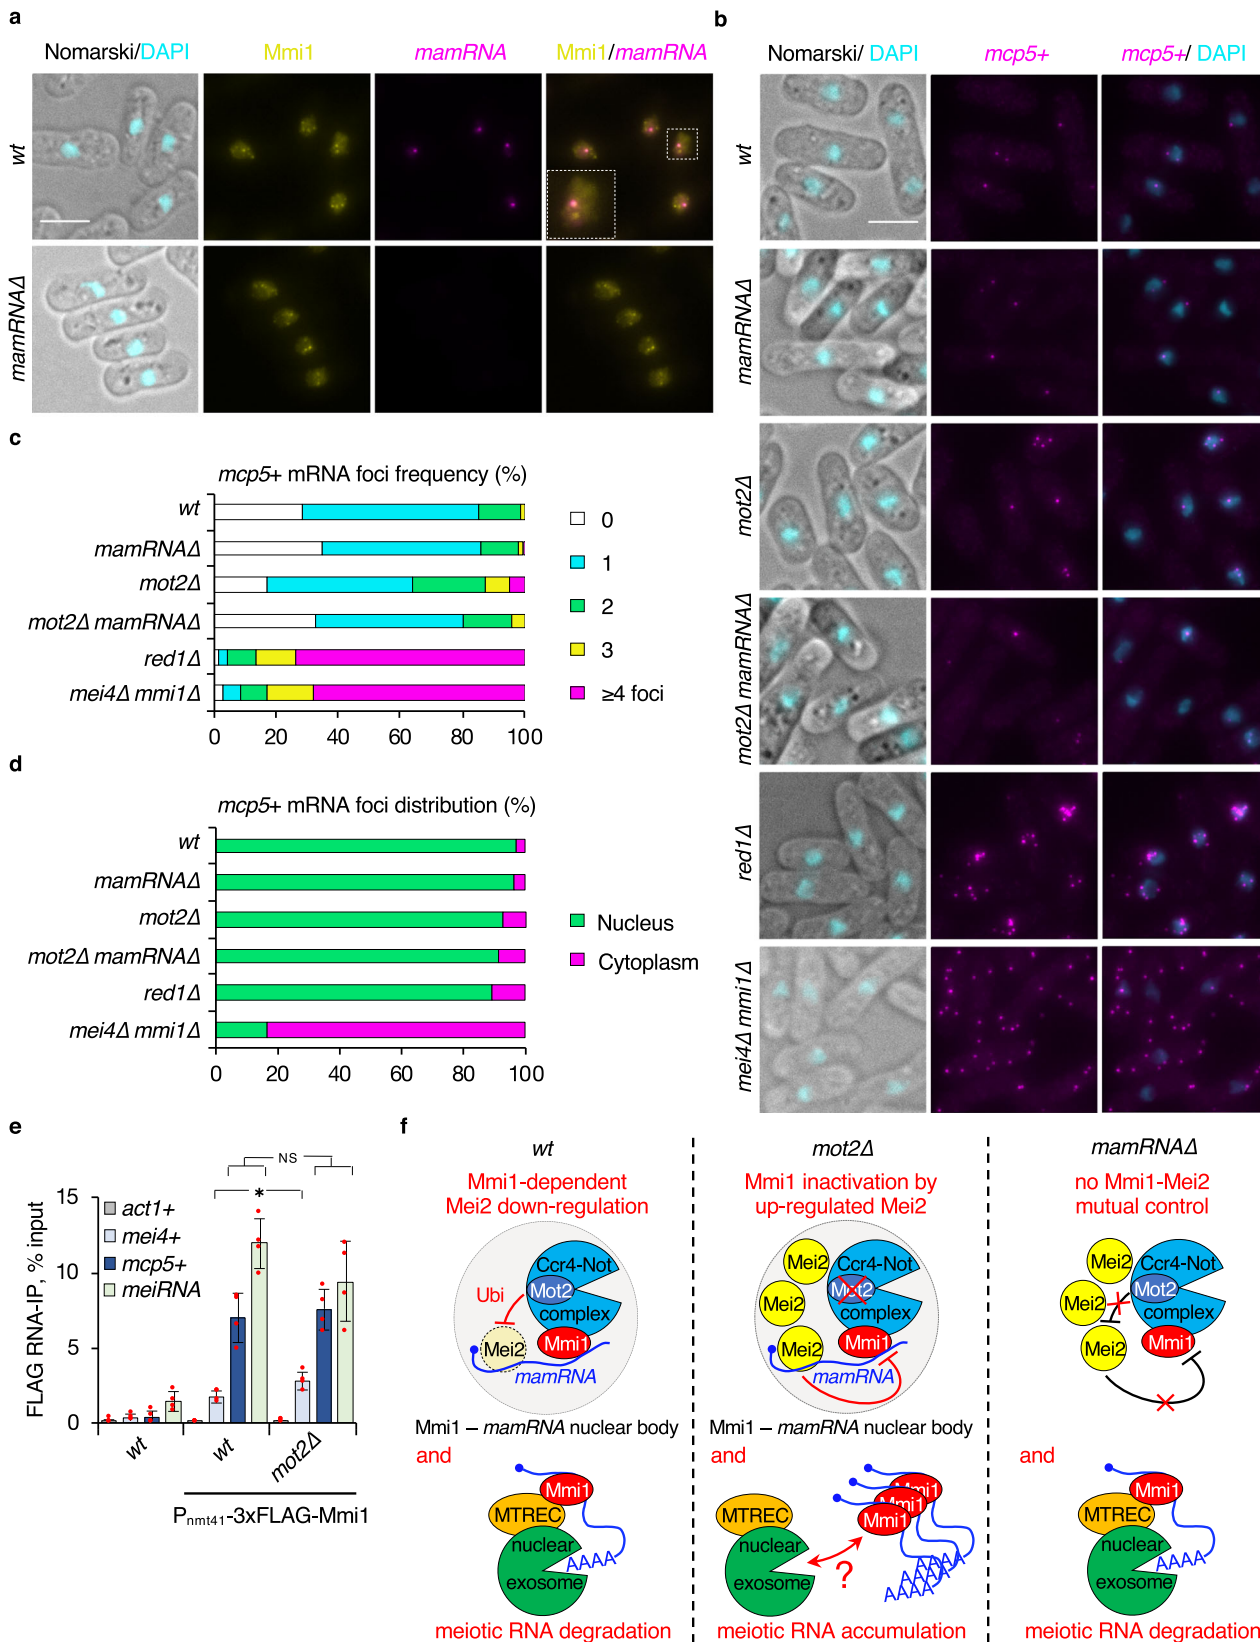 a
Nomarski/DAPI
Mmi1
mamRNA
Mmi1/mamRNA
wt
mamRNAΔ
b
Nomarski/ DAPI
mcp5+
mcp5+/ DAPI
wt
mamRNAΔ
mot2Δ
mot2Δ mamRNAΔ
red1Δ
mei4Δ mmi1Δ
c
mcp5+ mRNA foci frequency (%)
wt
mamRNAΔ
mot2Δ
mot2Δ mamRNAΔ
red1Δ
mei4Δ mmi1Δ
0 20 40 60 80 100
0
1
2
3
≥4 foci
d
mcp5+ mRNA foci distribution (%)
wt
mamRNAΔ
mot2Δ
mot2Δ mamRNAΔ
red1Δ
mei4Δ mmi1Δ
0 20 40 60 80 100
Nucleus
Cytoplasm
e
FLAG RNA-IP, % input
15
10
5
0
act1+
mei4+
mcp5+
meiRNA
NS
*
wt
wt
mot2Δ
Pnmt41-3xFLAG-Mmi1
f
wt
Mmi1-dependent
Mei2 down-regulation
Ccr4-Not
Mot2
complex
Ubi
Mei2
Mmi1
mamRNA
Mmi1 – mamRNA nuclear body
and
Mmi1
MTREC
nuclear
exosome
AAAA
meiotic RNA degradation
mot2Δ
Mmi1 inactivation by
up-regulated Mei2
Mei2
Ccr4-Not
Mot2
Mei2
complex
Mei2
Mmi1
mamRNA
Mmi1 – mamRNA nuclear body
and
Mmi1
Mmi1
Mmi1
MTREC
nuclear
exosome
?
AAAA
AAAA
AAAA
meiotic RNA accumulation
mamRNAΔ
no Mmi1-Mei2
mutual control
Mei2
Ccr4-Not
Mot2
Mei2
complex
Mei2
Mmi1
and
Mmi1
MTREC
nuclear
exosome
AAAA
meiotic RNA degradation